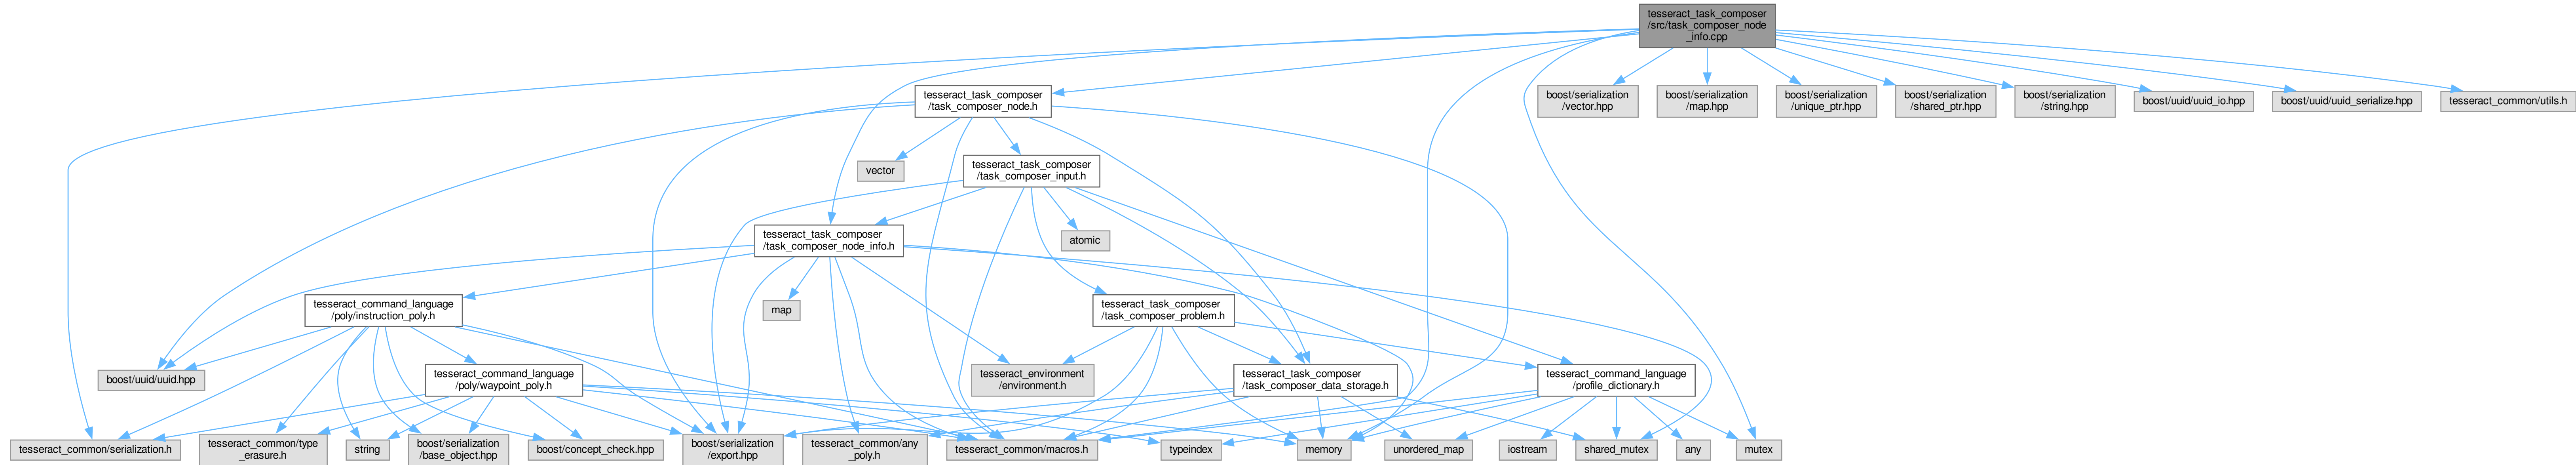 tesseract_task_composer
/src/task_composer_node
_info.cpp
tesseract_task_composer
/task_composer_node.h
boost/serialization
/vector.hpp
boost/serialization
/map.hpp
boost/serialization
/unique_ptr.hpp
boost/serialization
/shared_ptr.hpp
boost/serialization
/string.hpp
boost/uuid/uuid_io.hpp
boost/uuid/uuid_serialize.hpp
tesseract_common/utils.h
vector
tesseract_task_composer
/task_composer_input.h
tesseract_task_composer
/task_composer_node_info.h
atomic
map
tesseract_command_language
/poly/instruction_poly.h
tesseract_task_composer
/task_composer_problem.h
boost/uuid/uuid.hpp
tesseract_command_language
/poly/waypoint_poly.h
tesseract_environment
/environment.h
tesseract_task_composer
/task_composer_data_storage.h
tesseract_command_language
/profile_dictionary.h
tesseract_common/serialization.h
tesseract_common/type
_erasure.h
string
boost/serialization
/base_object.hpp
boost/concept_check.hpp
boost/serialization
/export.hpp
tesseract_common/any
_poly.h
tesseract_common/macros.h
typeindex
memory
unordered_map
iostream
shared_mutex
any
mutex